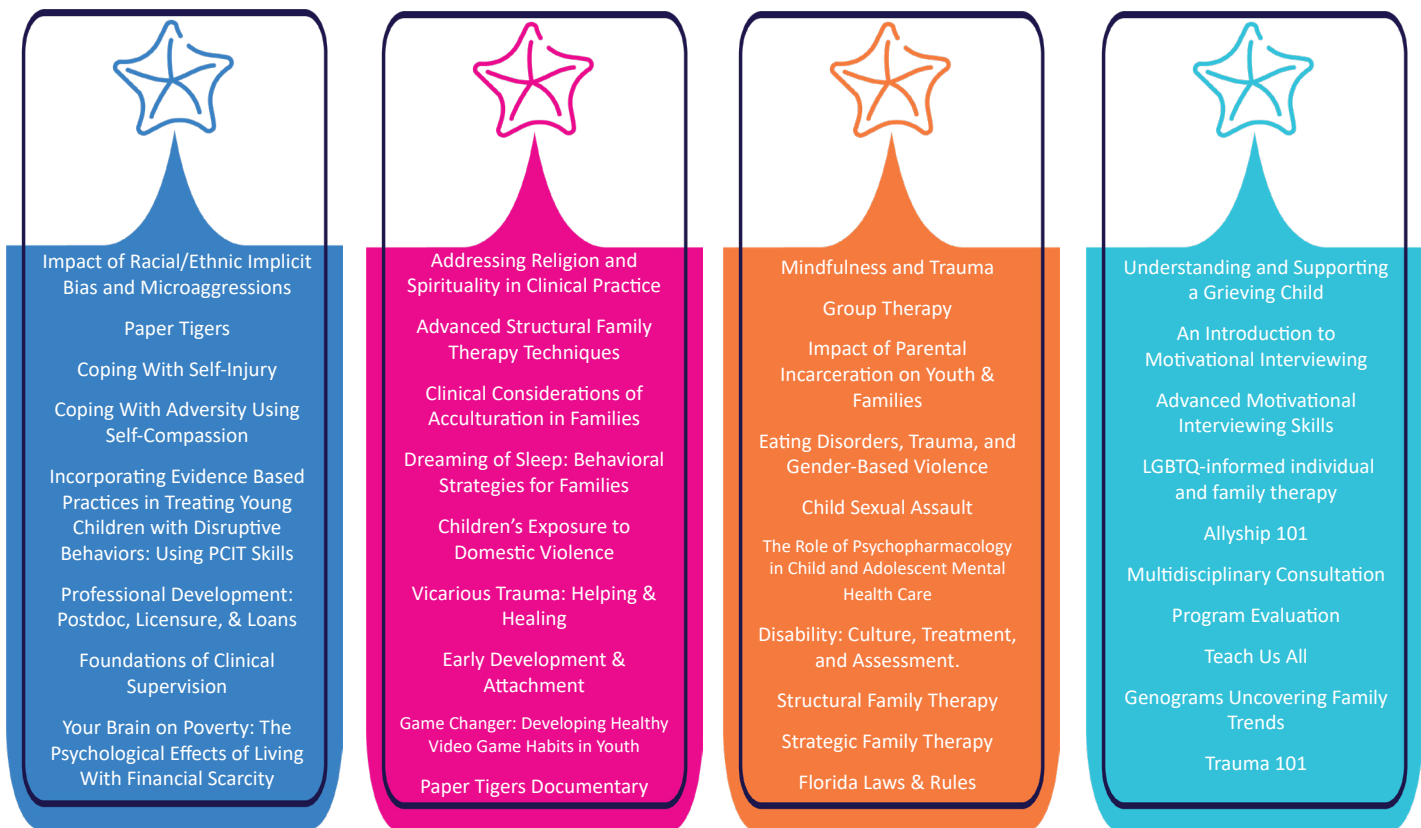 Impact of Racial/Ethnic Implicit
Bias and Microaggressions
Paper Tigers
Coping With Self-Injury
Coping With Adversity Using
Self-Compassion
Incorporating Evidence Based
Practices in Treating Young
Children with Disruptive
Behaviors: Using PCIT Skills
Professional Development:
Postdoc, Licensure, & Loans
Foundations of Clinical
Supervision
Your Brain on Poverty: The
Psychological Effects of Living
With Financial Scarcity
Addressing Religion and
Spirituality in Clinical Practice
Advanced Structural Family
Therapy Techniques
Clinical Considerations of
Acculturation in Families
Dreaming of Sleep: Behavioral
Strategies for Families
Children's Exposure to
Domestic Violence
Vicarious Trauma: Helping &
Healing
Early Development &
Attachment
Game Changer: Developing Healthy
Video Game Habits in Youth
Paper Tigers Documentary
Mindfulness and Trauma
Group Therapy
Impact of Parental
Incarceration on Youth &
Families
Eating Disorders, Trauma, and
Gender-Based Violence
Child Sexual Assault
The Role of Psychopharmacology
in Child and Adolescent Mental
Health Care
Disability: Culture, Treatment,
and Assessment.
Structural Family Therapy
Strategic Family Therapy
Florida Laws & Rules
Understanding and Supporting
a Grieving Child
An Introduction to
Motivational Interviewing
Advanced Motivational
Interviewing Skills
LGBTQ-informed individual
and family therapy
Allyship 101
Multidisciplinary Consultation
Program Evaluation
Teach Us All
Genograms Uncovering Family
Trends
Trauma 101